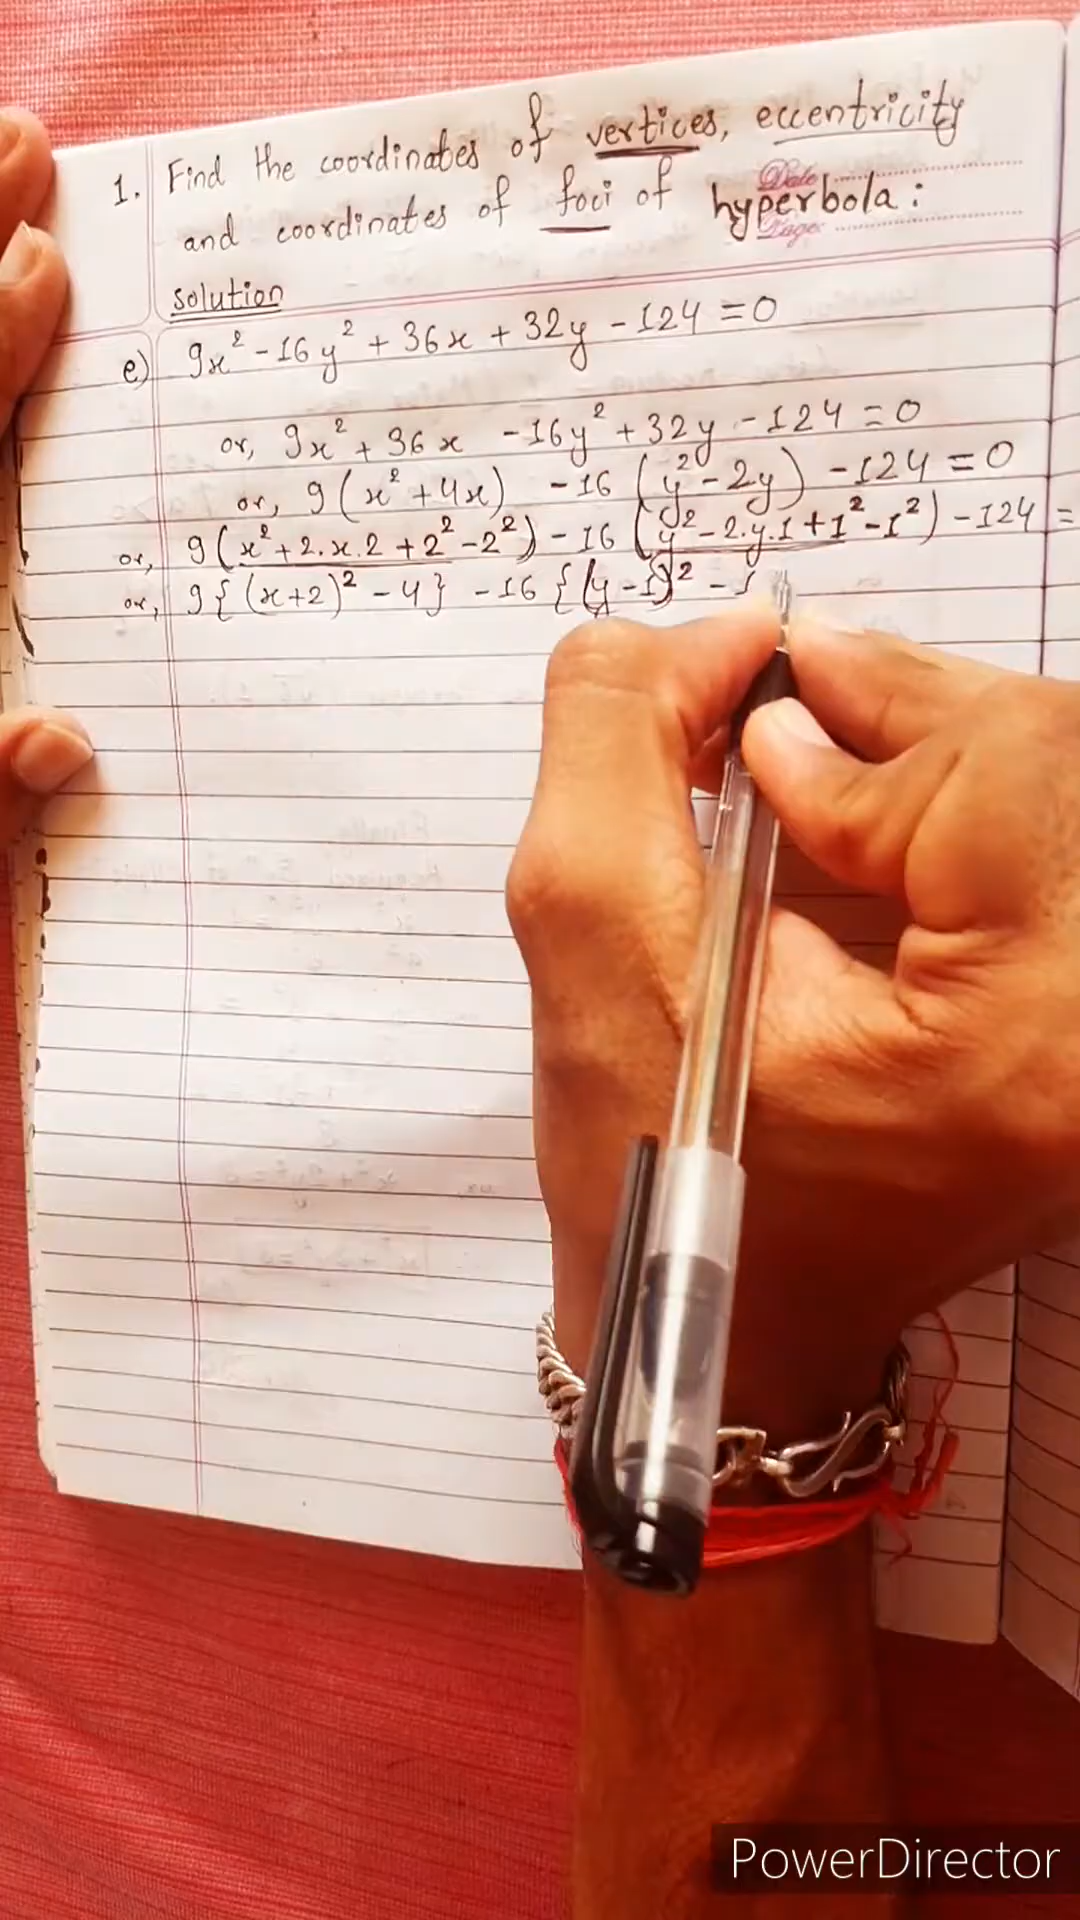 1. Find the coordinates of vertices, eccentricity
Date
and coordinates of foci of hyperbola:
Page
solution
e) 9x² - 16y² + 36x + 32y - 124 = 0
or, 9x² + 36x - 16y² + 32y - 124 = 0
or, 9(x² + 4x) - 16(y² - 2y) - 124 = 0
or, 9(x² + 2.x.2 + 2² - 2²) - 16(y² - 2.y.1 + 1² - 1²) - 124 =
or, 9{(x+2)² - 4} - 16{(y-1)² - 1
PowerDirector